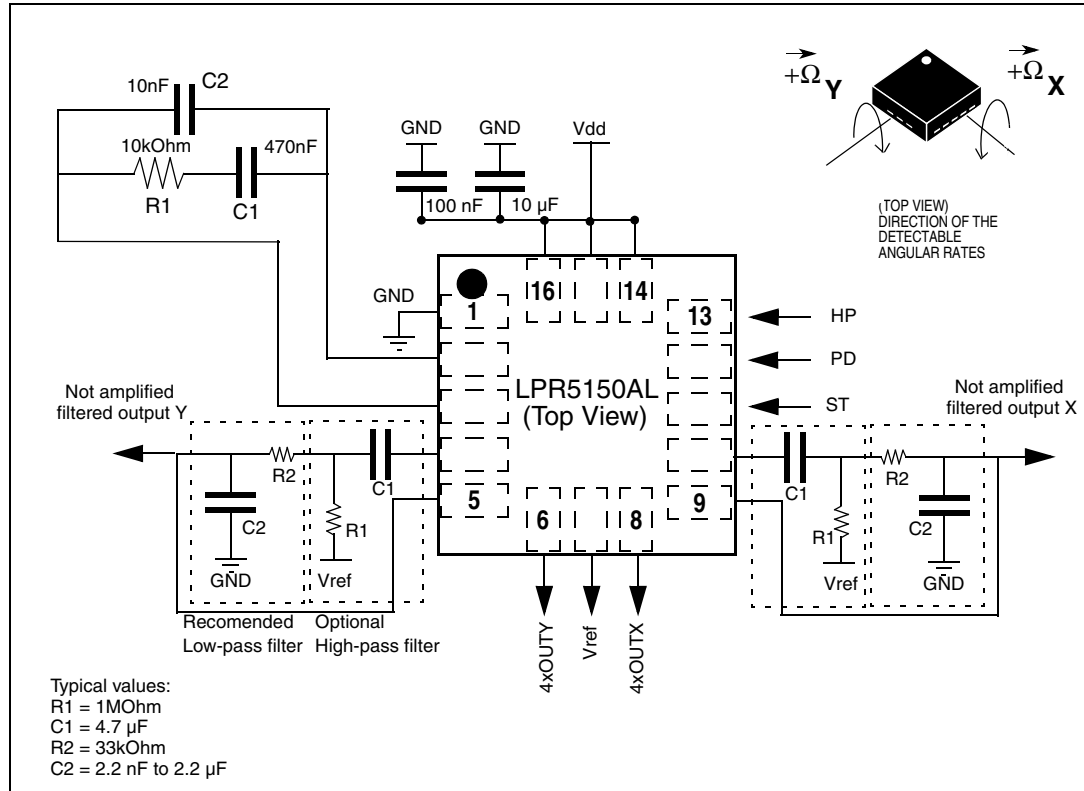 C2
10nF
10kOhm
470nF
R1
C1
GND
GND
Vdd
100 nF
10 µF
+Ω Y
+Ω X
(TOP VIEW)
DIRECTION OF THE
DETECTABLE
ANGULAR RATES
GND
1
16
14
13
HP
PD
ST
LPR5150AL
(Top View)
Not amplified
filtered output Y
Not amplified
filtered output X
R2
C1
C2
R1
GND
Vref
5
6
8
9
C1
R2
R1
C2
Vref
GND
Recomended
Low-pass filter
Optional
High-pass filter
4xOUTY
Vref
4xOUTX
Typical values:
R1 = 1MOhm
C1 = 4.7 µF
R2 = 33kOhm
C2 = 2.2 nF to 2.2 µF